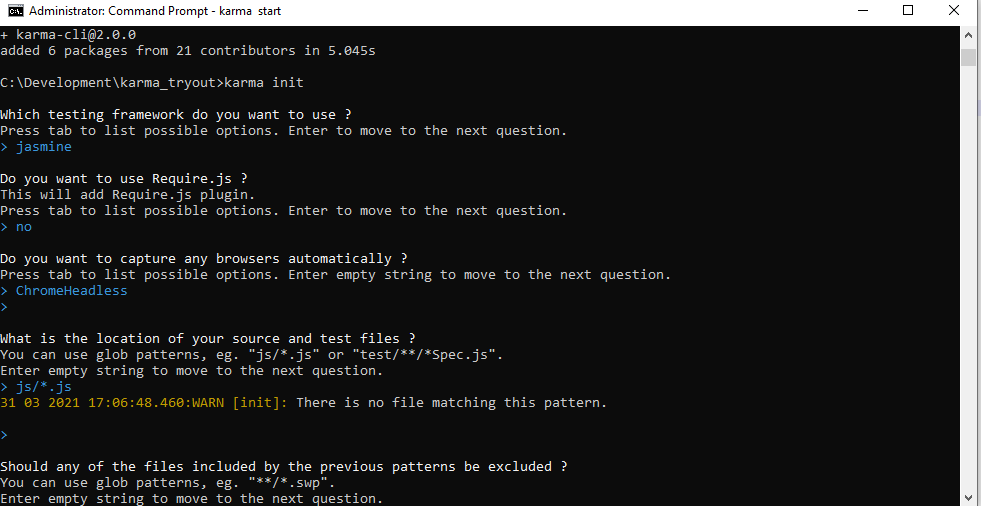 Administrator: Command Prompt - karma start
+ karma-cli@2.0.0
added 6 packages from 21 contributors in 5.045s
C:\Development\karma_tryout>karma init
Which testing framework do you want to use ?
Press tab to list possible options. Enter to move to the next question.
> jasmine
Do you want to use Require.js ?
This will add Require.js plugin.
Press tab to list possible options. Enter to move to the next question.
> no
Do you want to capture any browsers automatically ?
Press tab to list possible options. Enter empty string to move to the next question.
> ChromeHeadless
>
What is the location of your source and test files ?
You can use glob patterns, eg. "js/*.js" or "test/**/*Spec.js".
Enter empty string to move to the next question.
> js/*.js
31 03 2021 17:06:48.460:WARN [init]: There is no file matching this pattern.
>
Should any of the files included by the previous patterns be excluded ?
You can use glob patterns, eg. "**/*.swp".
Enter empty string to move to the next question.